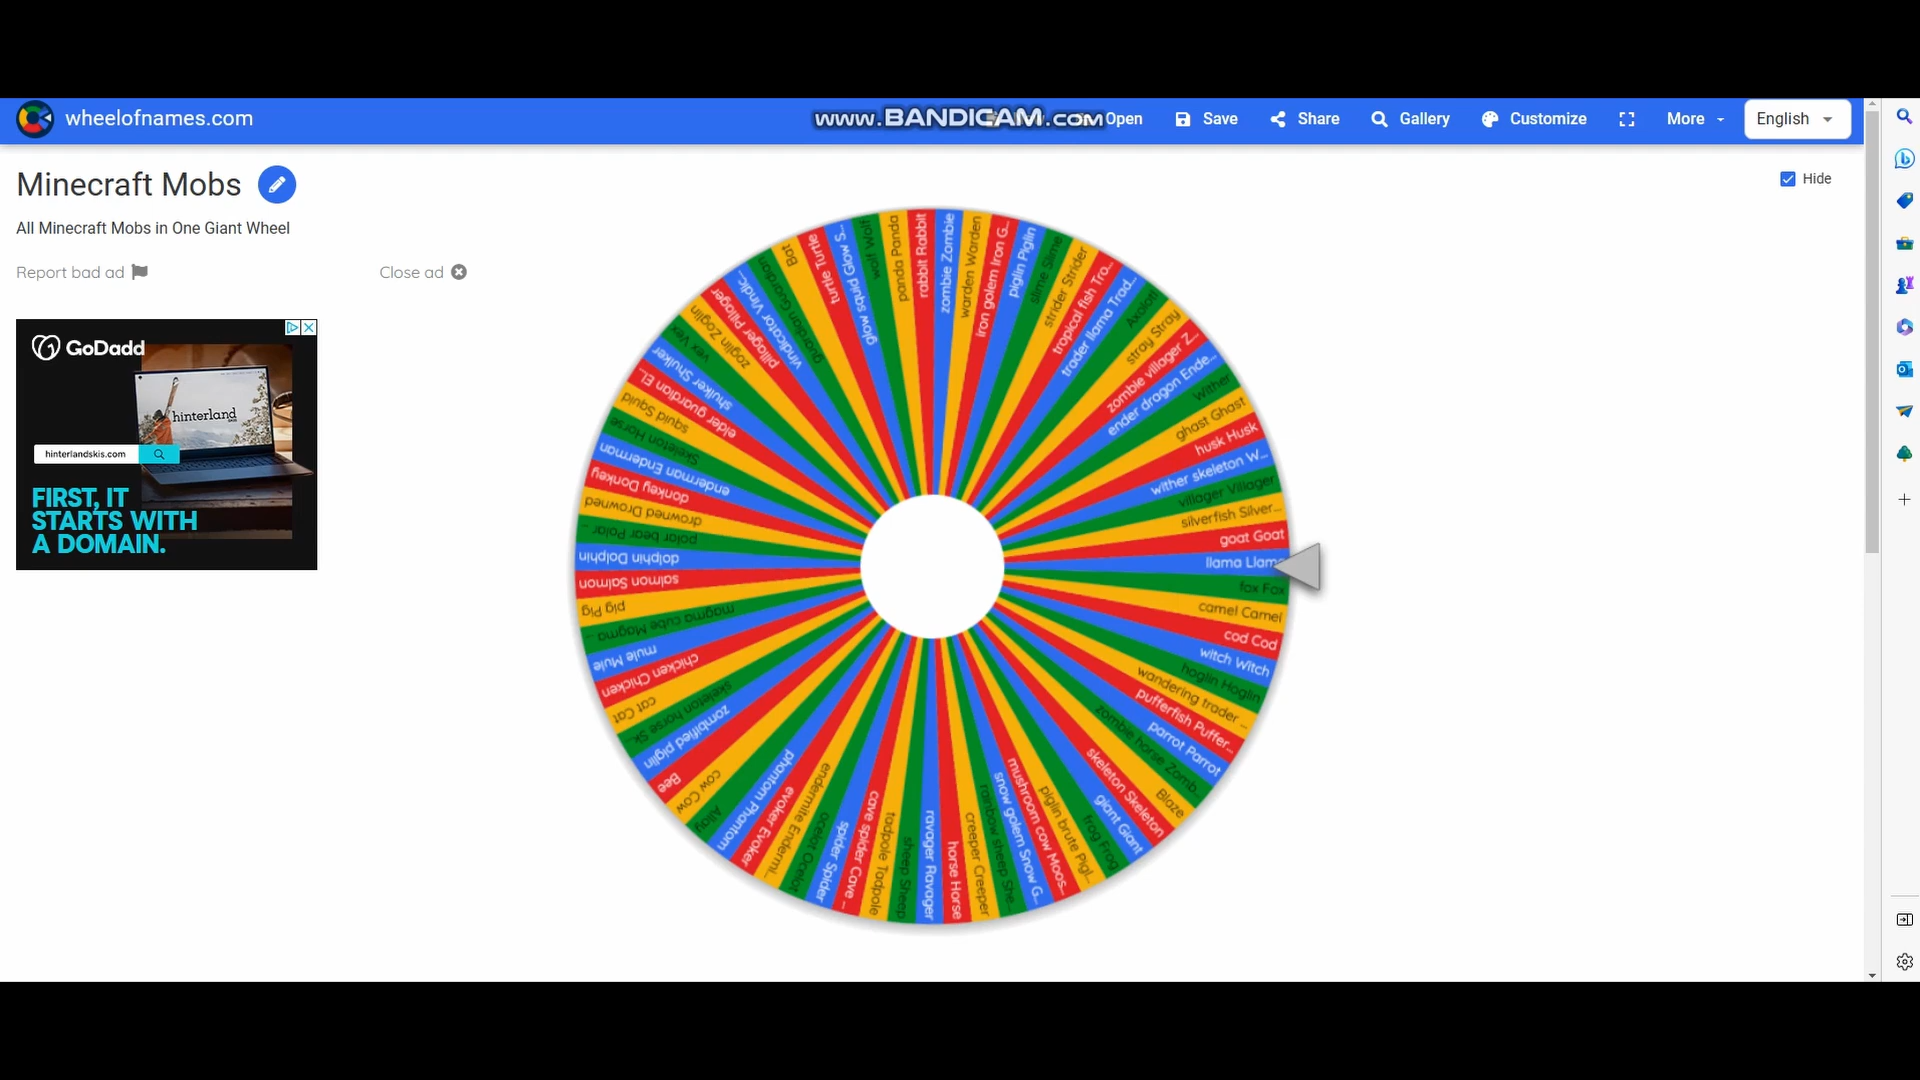 wheelofnames.com
www.BANDICAM.com
Open
Save
Share
Gallery
Customize
More
English
Minecraft Mobs
All Minecraft Mobs in One Giant Wheel
Report bad ad
Close ad
Hide
GoDadd
hinterland
hinterlandskis.com
FIRST, IT
STARTS WITH
A DOMAIN.
rabbit Rabbit
zombie Zombie
warden Warden
iron golem Iron G...
piglin Piglin
slime Slime
strider Strider
tropical fish Tro...
trader llama Trad...
Axolotl
stray Stray
zombie villager Z...
ender dragon Ende...
Wither
ghast Ghast
husk Husk
wither skeleton W...
villager Villager
silverfish Silver...
goat Goat
llama Llama
fox Fox
camel Camel
cod Cod
witch Witch
hoglin Hoglin
wandering trader ...
pufferfish Puffer...
parrot Parrot
zombie horse Zomb...
Blaze
skeleton Skeleton
giant Giant
frog Frog
piglin brute Pigl...
mushroom cow Moos...
snow golem Snow G...
rainbow sheep She...
creeper Creeper
horse Horse
ravager Ravager
sheep Sheep
tadpole Tadpole
cave spider Cave ...
spider Spider
ocelot Ocelot
endermite Endermi...
evoker Evoker
phantom Phantom
Allay
cow Cow
Bee
zombified piglin
skeleton horse Sk...
cat Cat
chicken Chicken
mule Mule
magma cube Magma ...
pig Pig
salmon Salmon
dolphin Dolphin
polar bear Polar ...
drowned Drowned
donkey Donkey
enderman Enderman
Skeleton Horse
squid Squid
elder guardian El...
shulker Shulker
vex Vex
zoglin Zoglin
pillager Pillager
vindicator Vindic...
guardian Guardian
Bat
turtle Turtle
glow squid Glow S...
wolf Wolf
panda Panda